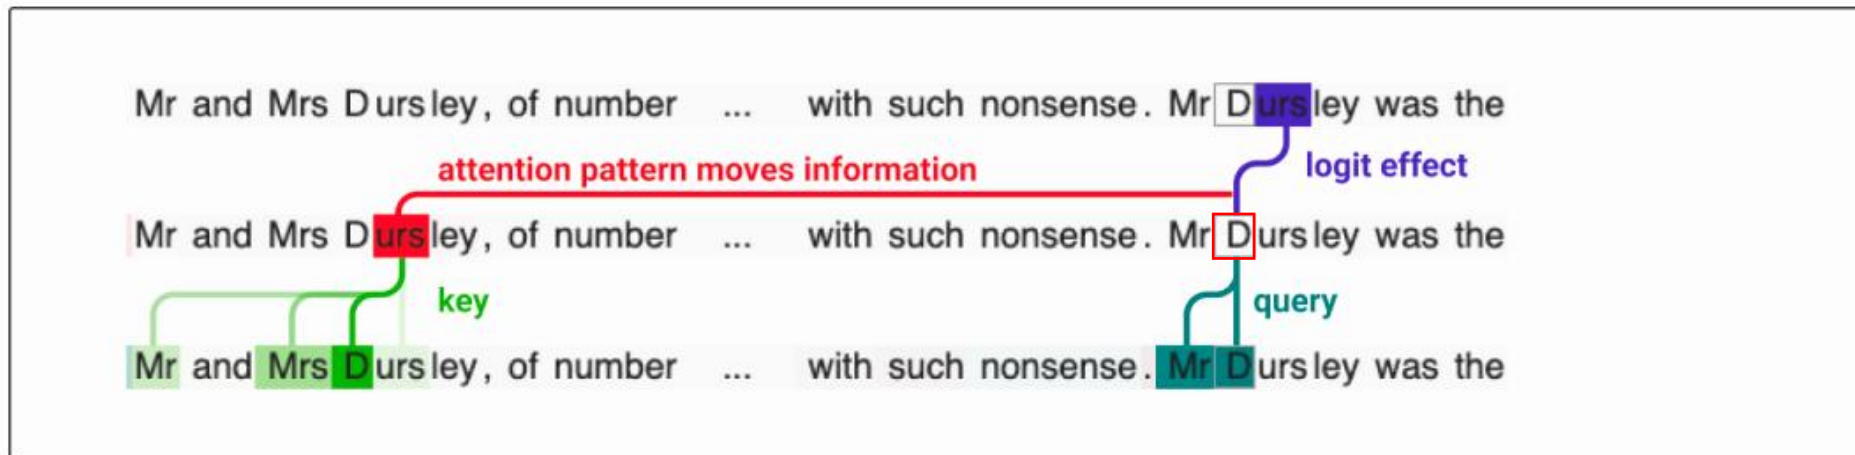 Mr and Mrs Dursley, of number ... with such nonsense. Mr Dursley was the
attention pattern moves information
logit effect
Mr and Mrs Dursley, of number ... with such nonsense. Mr Dursley was the
key
query
Mr and Mrs Dursley, of number ... with such nonsense. Mr Dursley was the